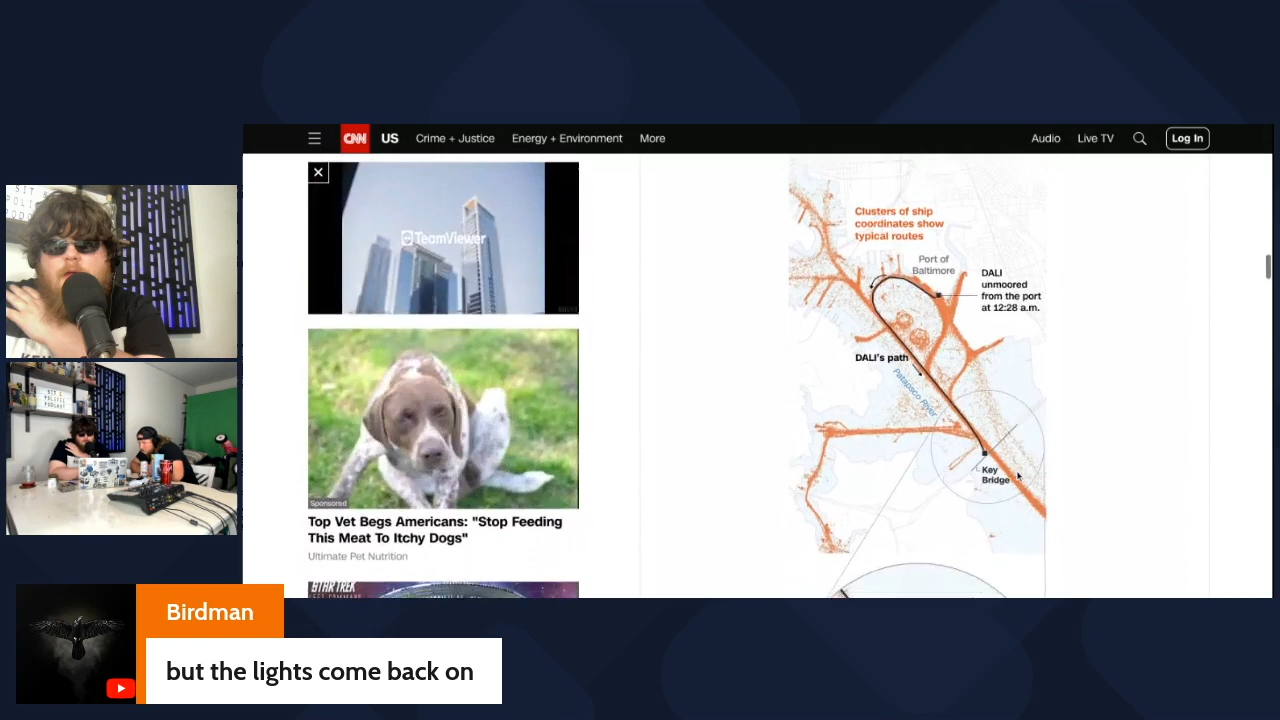 CNN US Crime + Justice Energy + Environment More Audio Live TV Log In
TeamViewer
Sponsored
Top Vet Begs Americans: "Stop Feeding
This Meat To Itchy Dogs"
Ultimate Pet Nutrition
STAR TREK
Clusters of ship
coordinates show
typical routes
Port of
Baltimore
DALI
unmoored
from the port
at 12:28 a.m.
DALI's path
Patapsco River
Key
Bridge
Birdman
but the lights come back on